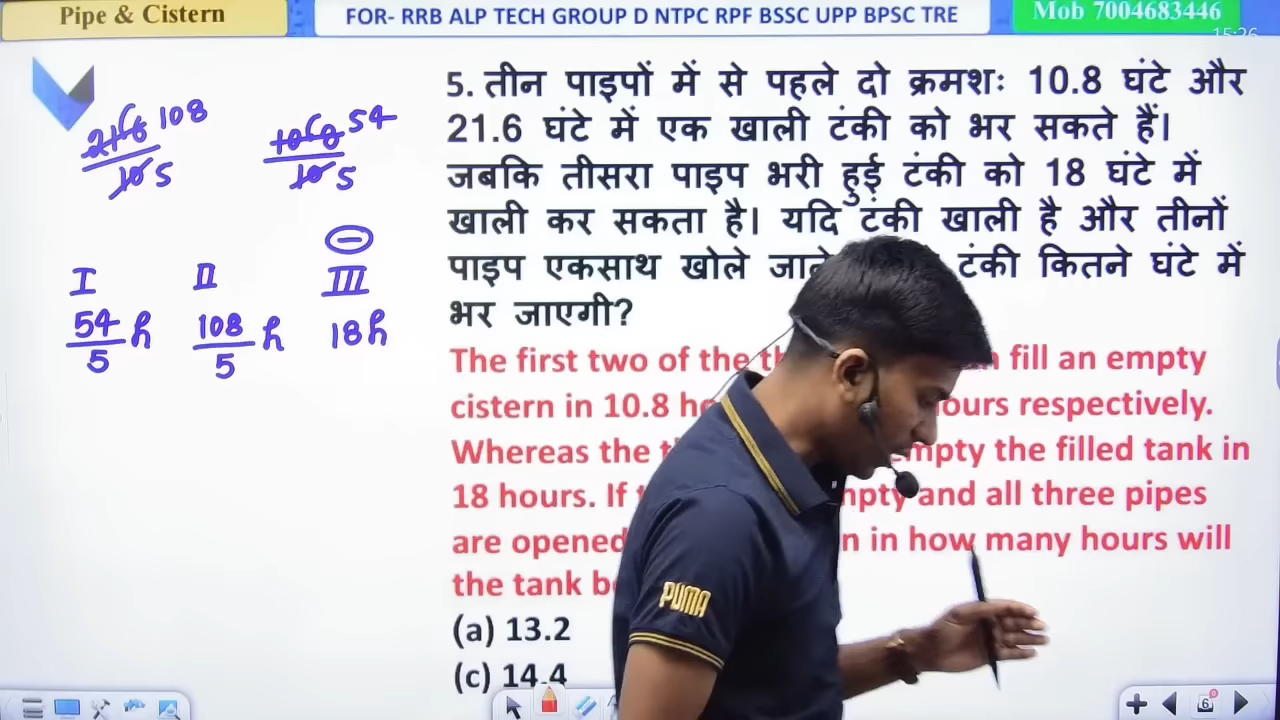 Pipe & Cistern
FOR- RRB ALP TECH GROUP D NTPC RPF BSSC UPP BPSC TRE
Mob 7004683446
15:26
216 108
10 5
108 54
10 5
I II III
54/5 h 108/5 h 18h
5. तीन पाइपों में से पहले दो क्रमशः 10.8 घंटे और
21.6 घंटे में एक खाली टंकी को भर सकते हैं।
जबकि तीसरा पाइप भरी हुई टंकी को 18 घंटे में
खाली कर सकता है। यदि टंकी खाली है और तीनों
पाइप एकसाथ खोले टंकी कितने घंटे में
भर जाएगी?
The first two of the fill an empty
cistern in 10.8 respectively.
Whereas the the filled tank in
18 hours. If and all three pipes
are opened in how many hours will
the tank
(a) 13.2
(c) 14.4
PUMA
6